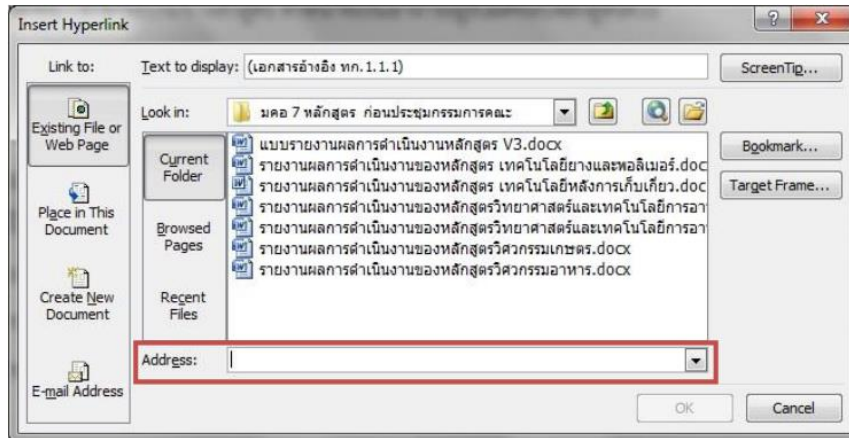 Insert Hyperlink
Link to:
Text to display: (เอกสารอ้างอิง ทก.1.1.1)
ScreenTip...
Existing File or Web Page
Look in: มคอ 7 หลักสูตร ก่อนประชุมกรรมการคณะ
Current Folder
แบบรายงานผลการดำเนินงานหลักสูตร V3.docx
รายงานผลการดำเนินงานของหลักสูตร เทคโนโลยียางและพอลิเมอร์.doc
รายงานผลการดำเนินงานของหลักสูตร เทคโนโลยีหลังการเก็บเกี่ยว.doc
รายงานผลการดำเนินงานของหลักสูตรวิทยาศาสตร์และเทคโนโลยีการอา
รายงานผลการดำเนินงานของหลักสูตรวิทยาศาสตร์และเทคโนโลยีการอา
รายงานผลการดำเนินงานของหลักสูตรวิศวกรรมเกษตร.docx
รายงานผลการดำเนินงานของหลักสูตรวิศวกรรมอาหาร.docx
Bookmark...
Target Frame...
Place in This Document
Browsed Pages
Create New Document
Recent Files
Address:
E-mail Address
OK
Cancel